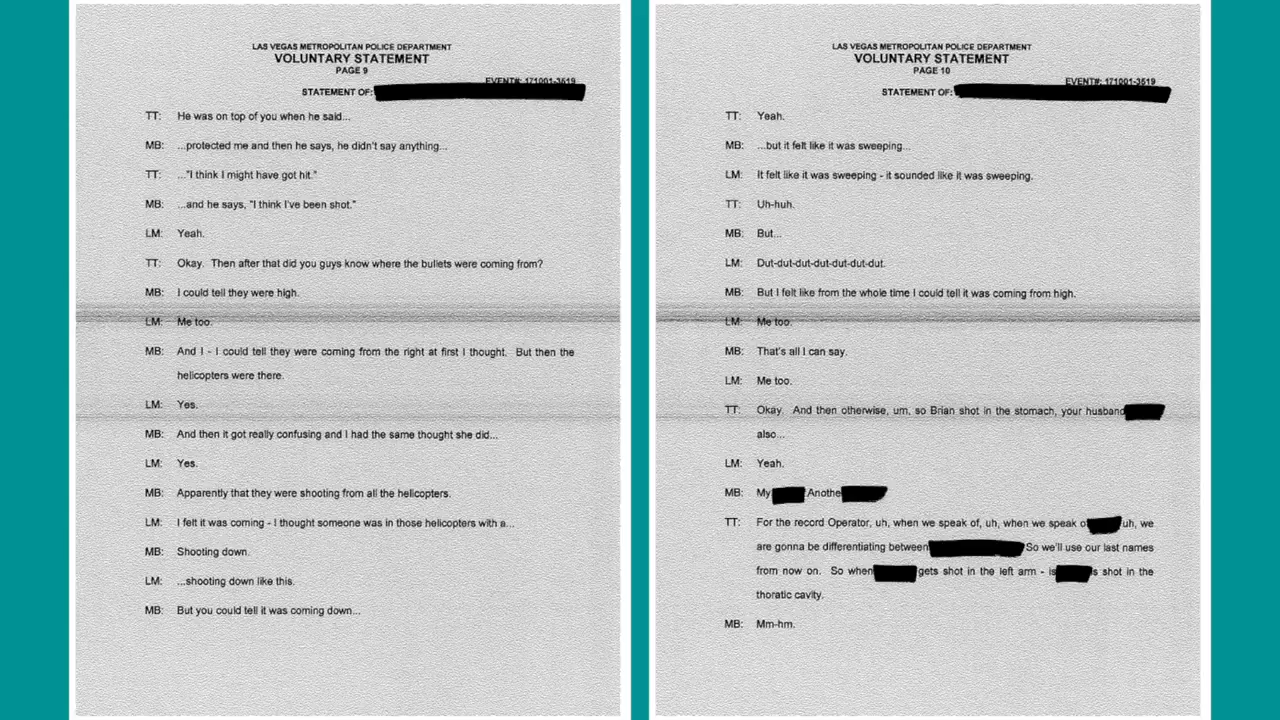 LAS VEGAS METROPOLITAN POLICE DEPARTMENT
VOLUNTARY STATEMENT
PAGE 9
EVENT#: 171001-3519
STATEMENT OF:
TT: He was on top of you when he said...
MB: ...protected me and then he says, he didn't say anything...
TT: ..."I think I might have got hit."
MB: ...and he says, "I think I've been shot."
LM: Yeah.
TT: Okay. Then after that did you guys know where the bullets were coming from?
MB: I could tell they were high.
LM: Me too.
MB: And I - I could tell they were coming from the right at first I thought. But then the
helicopters were there.
LM: Yes.
MB: And then it got really confusing and I had the same thought she did...
LM: Yes.
MB: Apparently that they were shooting from all the helicopters.
LM: I felt it was coming - I thought someone was in those helicopters with a...
MB: Shooting down.
LM: ...shooting down like this.
MB: But you could tell it was coming down...
LAS VEGAS METROPOLITAN POLICE DEPARTMENT
VOLUNTARY STATEMENT
PAGE 10
EVENT#: 171001-3519
STATEMENT OF:
TT: Yeah.
MB: ...but it felt like it was sweeping...
LM: It felt like it was sweeping - it sounded like it was sweeping.
TT: Uh-huh.
MB: But...
LM: Dut-dut-dut-dut-dut-dut-dut.
MB: But I felt like from the whole time I could tell it was coming from high.
LM: Me too.
MB: That's all I can say.
LM: Me too.
TT: Okay. And then otherwise, um, so Brian shot in the stomach, your husband
also...
LM: Yeah.
MB: My Anothe
TT: For the record Operator, uh, when we speak of, uh, when we speak o uh, we
are gonna be differentiating between So we'll use our last names
from now on. So when gets shot in the left arm - is s shot in the
thoratic cavity.
MB: Mm-hm.